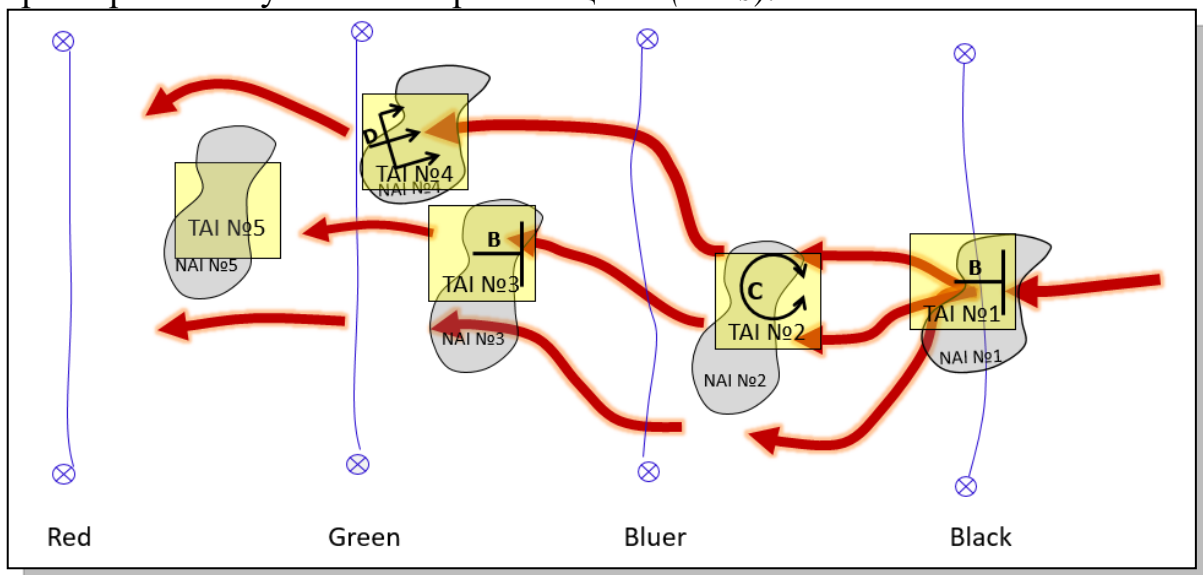 D
TAI №4
NAI №4
TAI №5
NAI №5
B
TAI №3
NAI №3
C
TAI №2
NAI №2
B
TAI №1
NAI №1
Red
Green
Bluer
Black